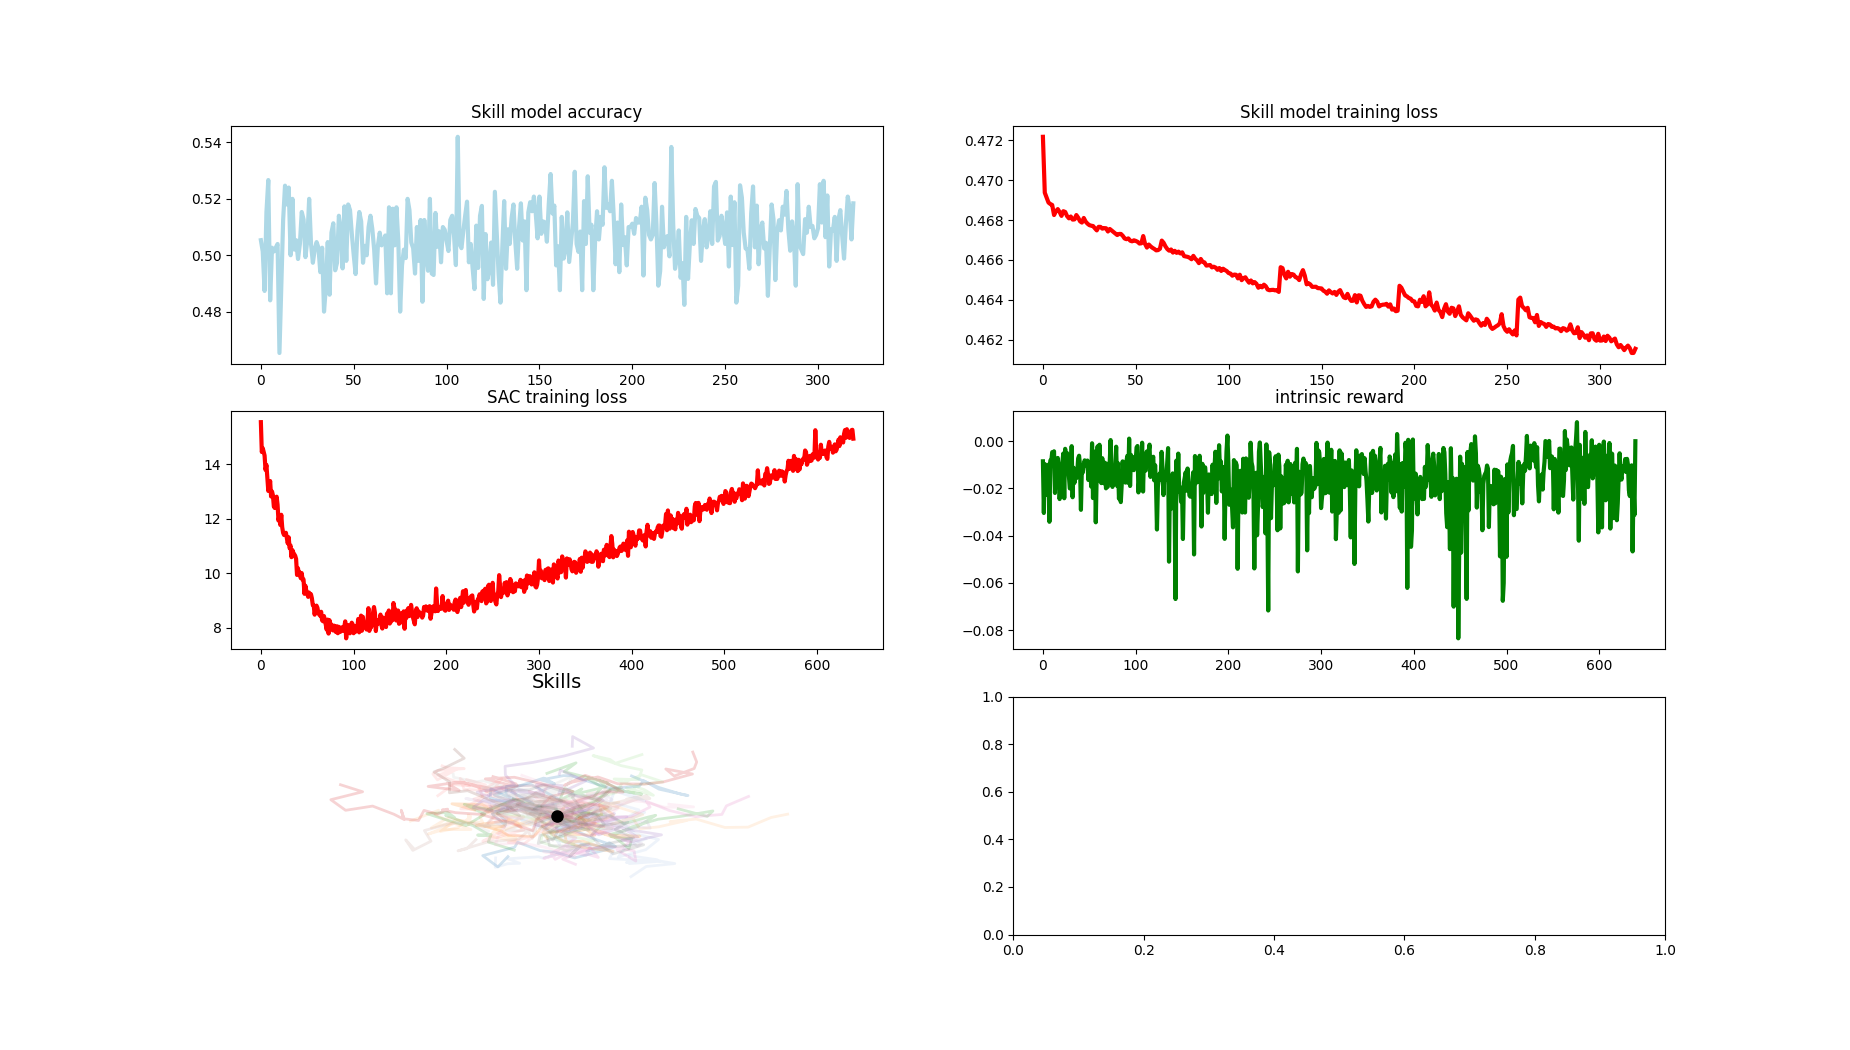 Skill model accuracy
0.54
0.52
0.50
0.48
0 50 100 150 200 250 300
Skill model training loss
0.472
0.470
0.468
0.466
0.464
0.462
0 50 100 150 200 250 300
SAC training loss
14
12
10
8
0 100 200 300 400 500 600
intrinsic reward
0.00
−0.02
−0.04
−0.06
−0.08
0 100 200 300 400 500 600
Skills
1.0
0.8
0.6
0.4
0.2
0.0
0.0 0.2 0.4 0.6 0.8 1.0